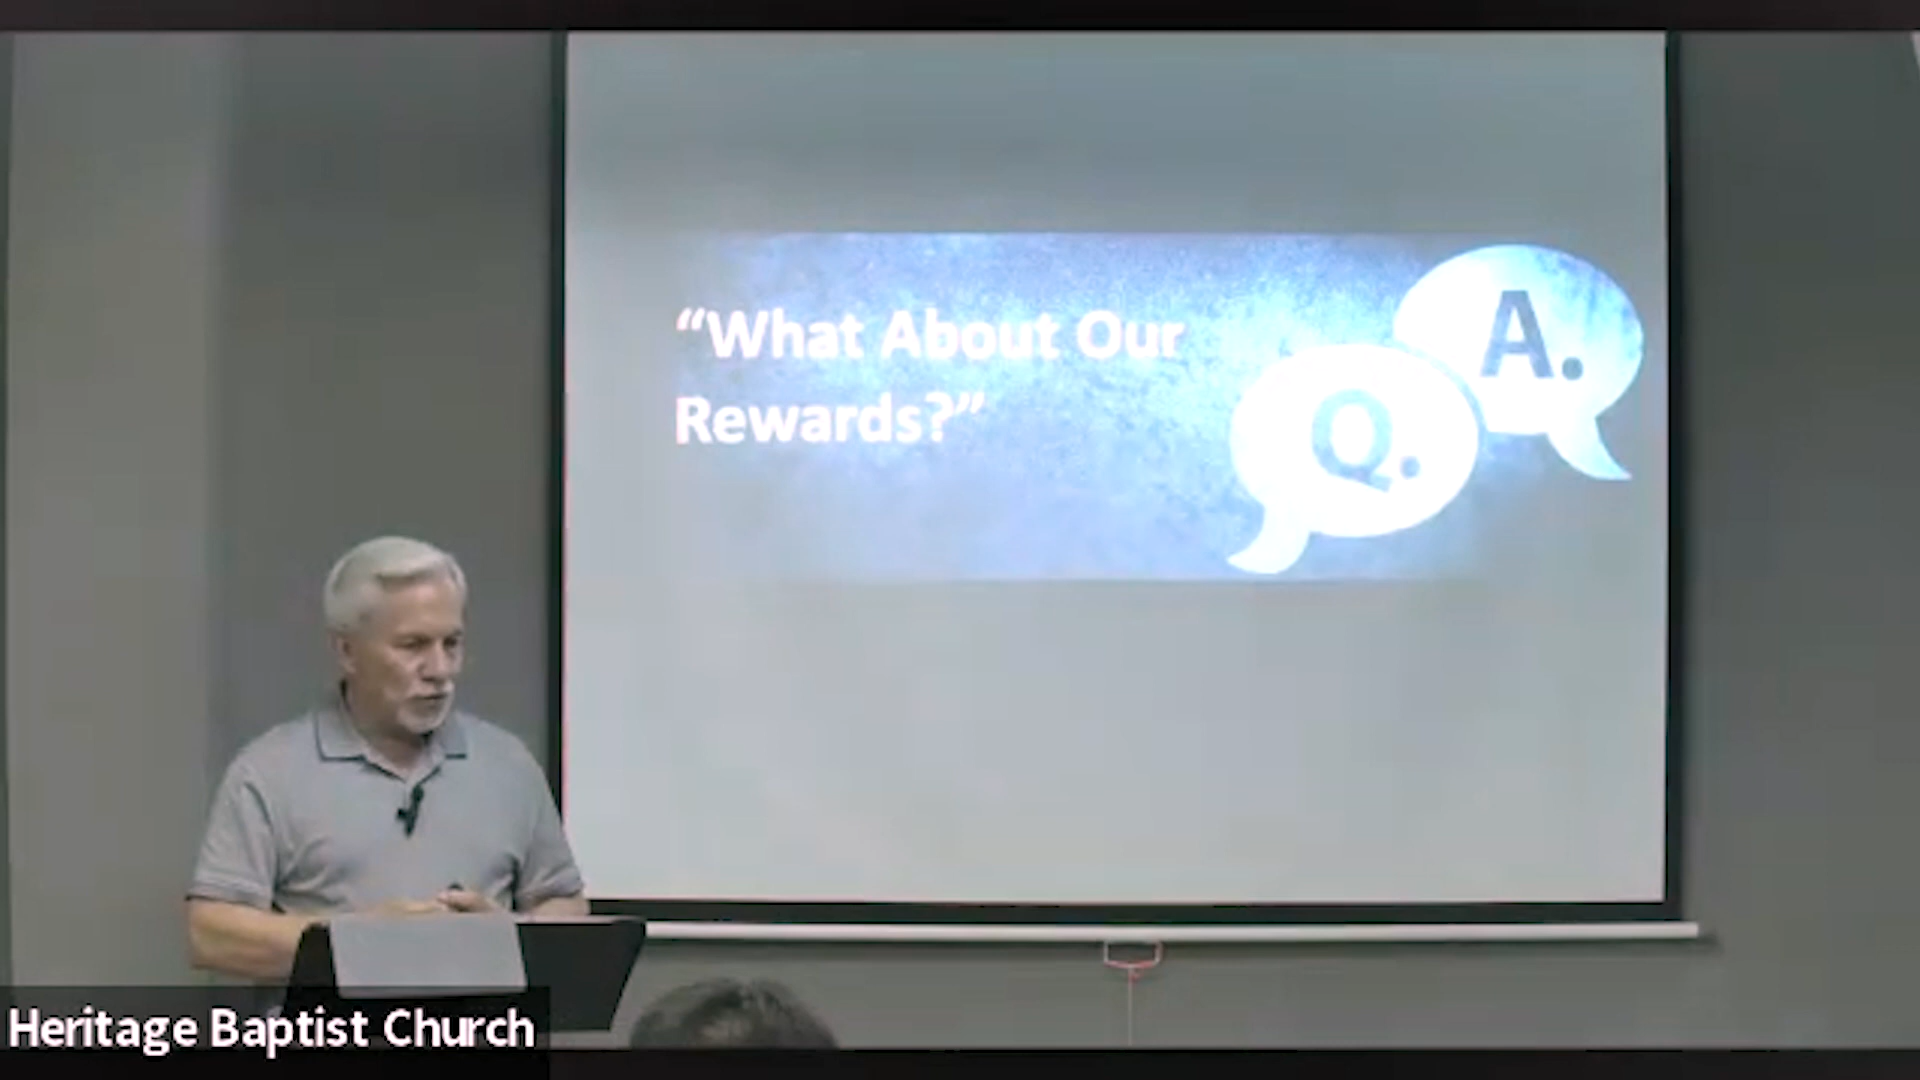 “What About Our
Rewards?”
A.
Q.
Heritage Baptist Church